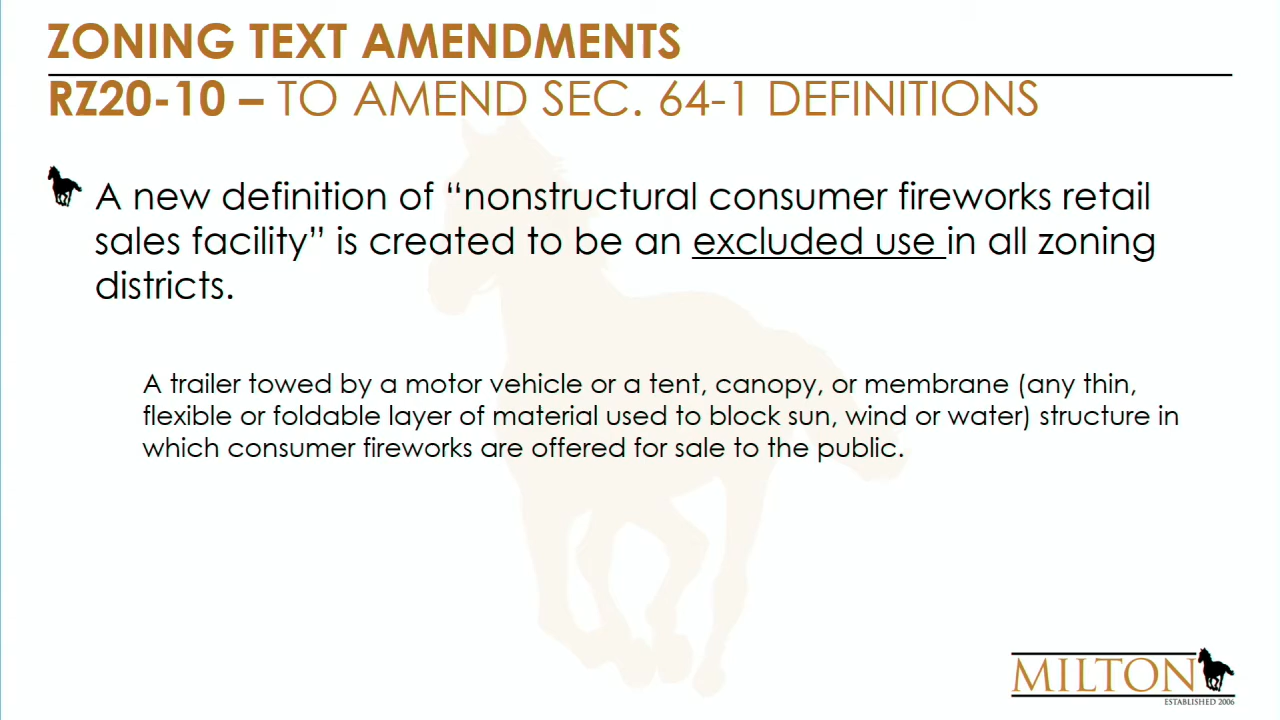 ZONING TEXT AMENDMENTS
RZ20-10 – TO AMEND SEC. 64-1 DEFINITIONS
A new definition of “nonstructural consumer fireworks retail
sales facility” is created to be an excluded use in all zoning
districts.
A trailer towed by a motor vehicle or a tent, canopy, or membrane (any thin,
flexible or foldable layer of material used to block sun, wind or water) structure in
which consumer fireworks are offered for sale to the public.
MILTON
ESTABLISHED 2006